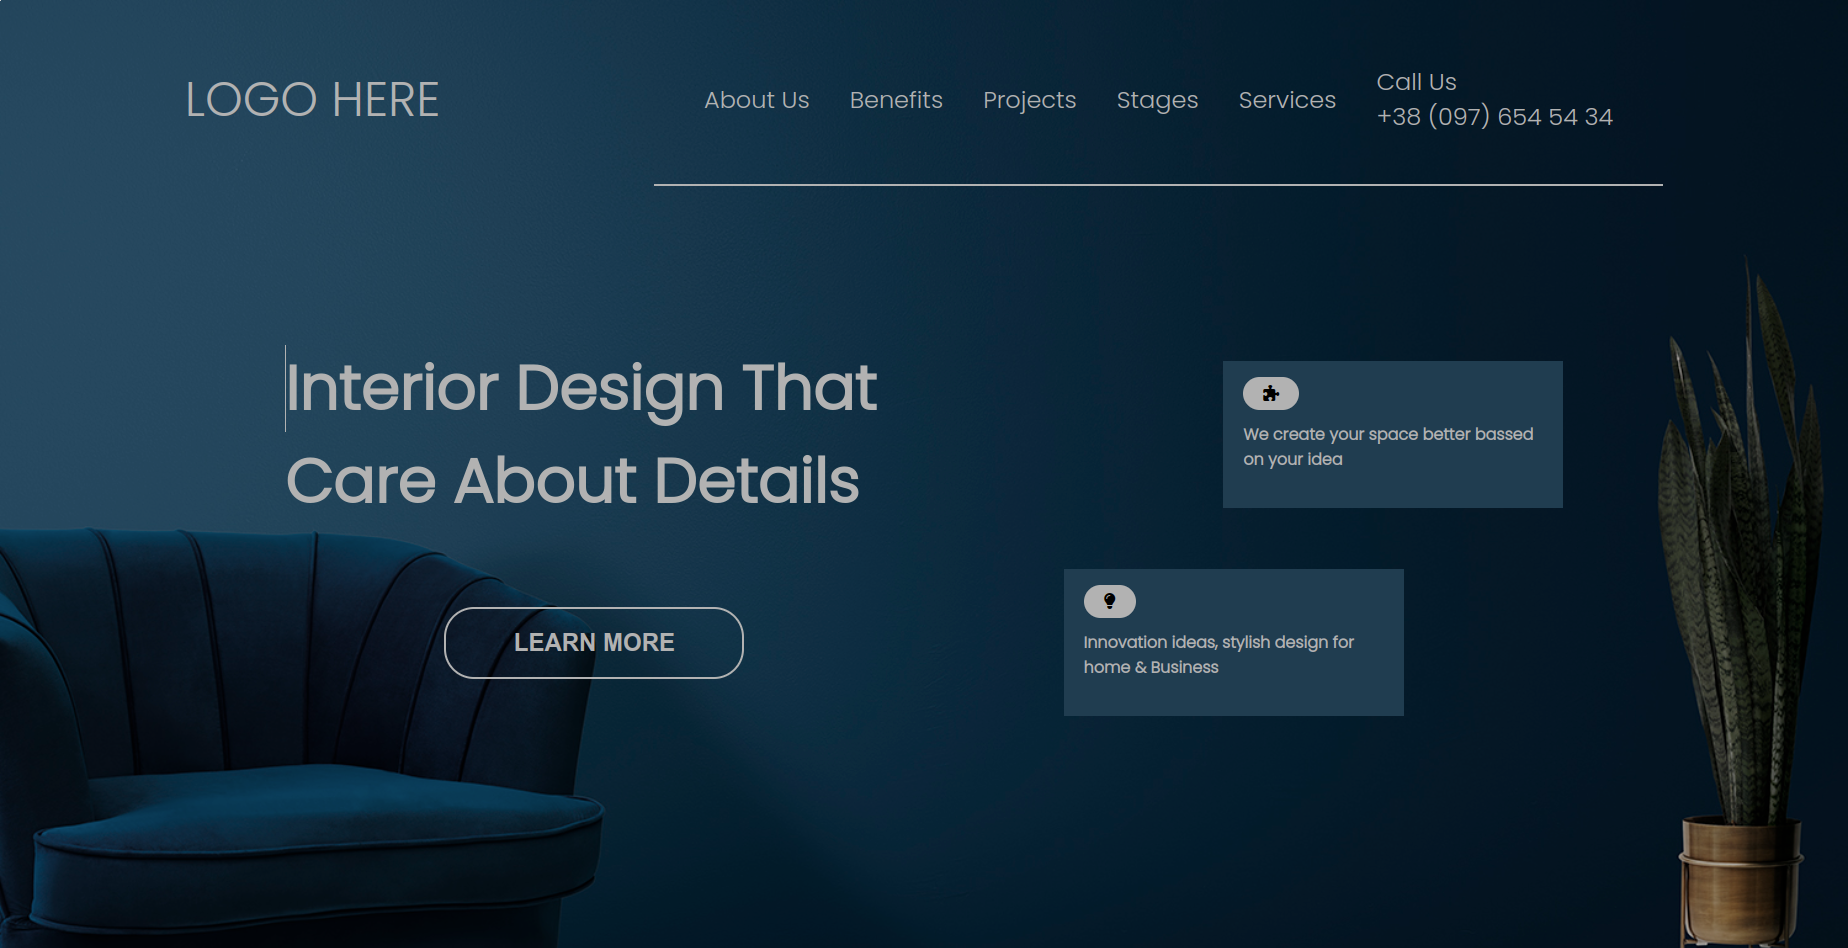 LOGO HERE
About Us
Benefits
Projects
Stages
Services
Call Us
+38 (097) 654 54 34
Interior Design That
Care About Details
LEARN MORE
We create your space better bassed
on your idea
Innovation ideas, stylish design for
home & Business